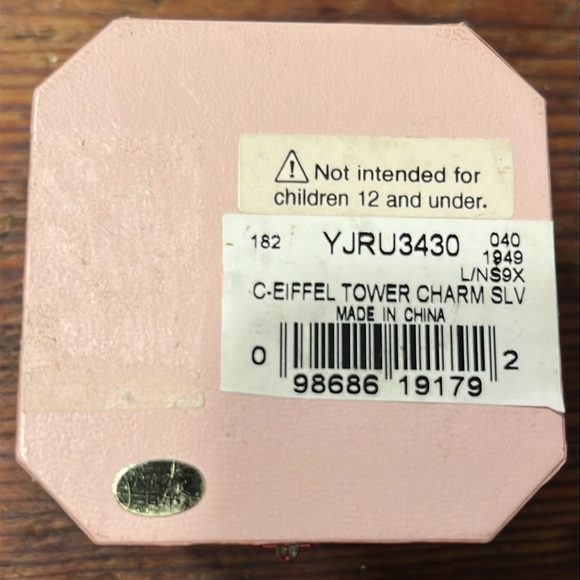 Not intended for
children 12 and under.
182 YJRU3430 040
1949
L/NS9X
C-EIFFEL TOWER CHARM SLV
MADE IN CHINA
0 98686 19179 2